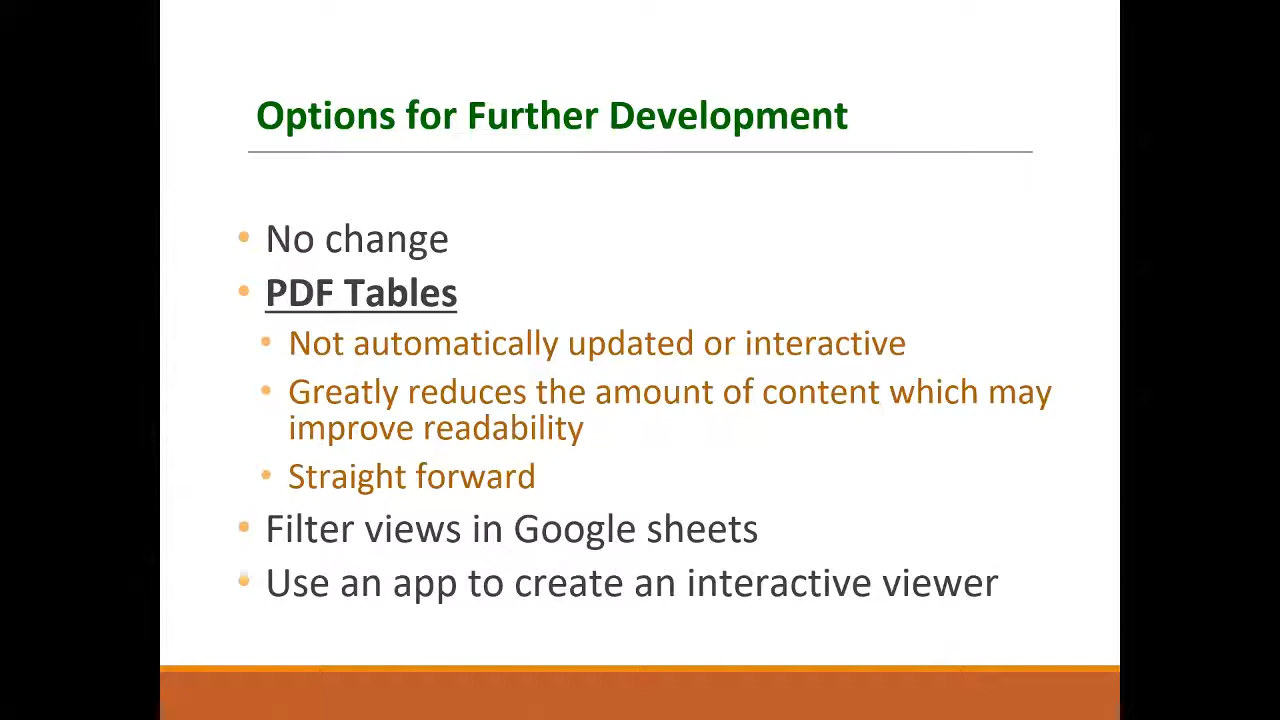 Options for Further Development
• No change
• PDF Tables
• Not automatically updated or interactive
• Greatly reduces the amount of content which may
improve readability
• Straight forward
• Filter views in Google sheets
• Use an app to create an interactive viewer